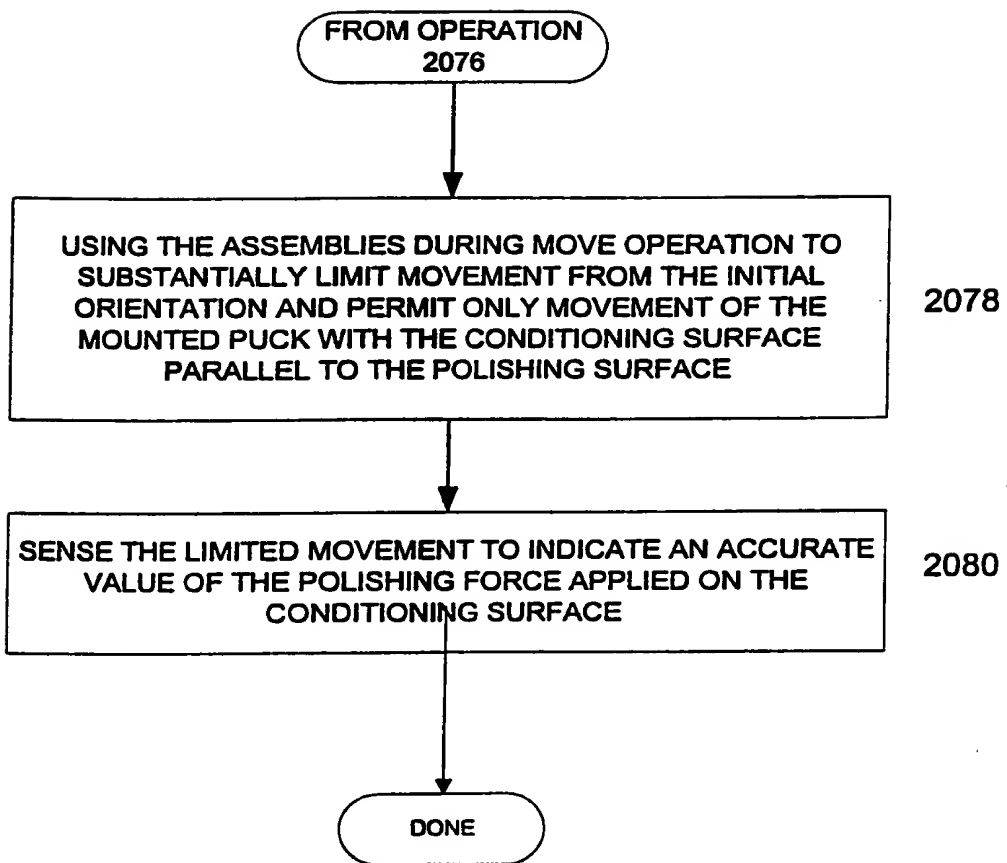 FROM OPERATION
2076
USING THE ASSEMBLIES DURING MOVE OPERATION TO
SUBSTANTIALLY LIMIT MOVEMENT FROM THE INITIAL
ORIENTATION AND PERMIT ONLY MOVEMENT OF THE
MOUNTED PUCK WITH THE CONDITIONING SURFACE
PARALLEL TO THE POLISHING SURFACE
2078
SENSE THE LIMITED MOVEMENT TO INDICATE AN ACCURATE
VALUE OF THE POLISHING FORCE APPLIED ON THE
CONDITIONING SURFACE
2080
DONE